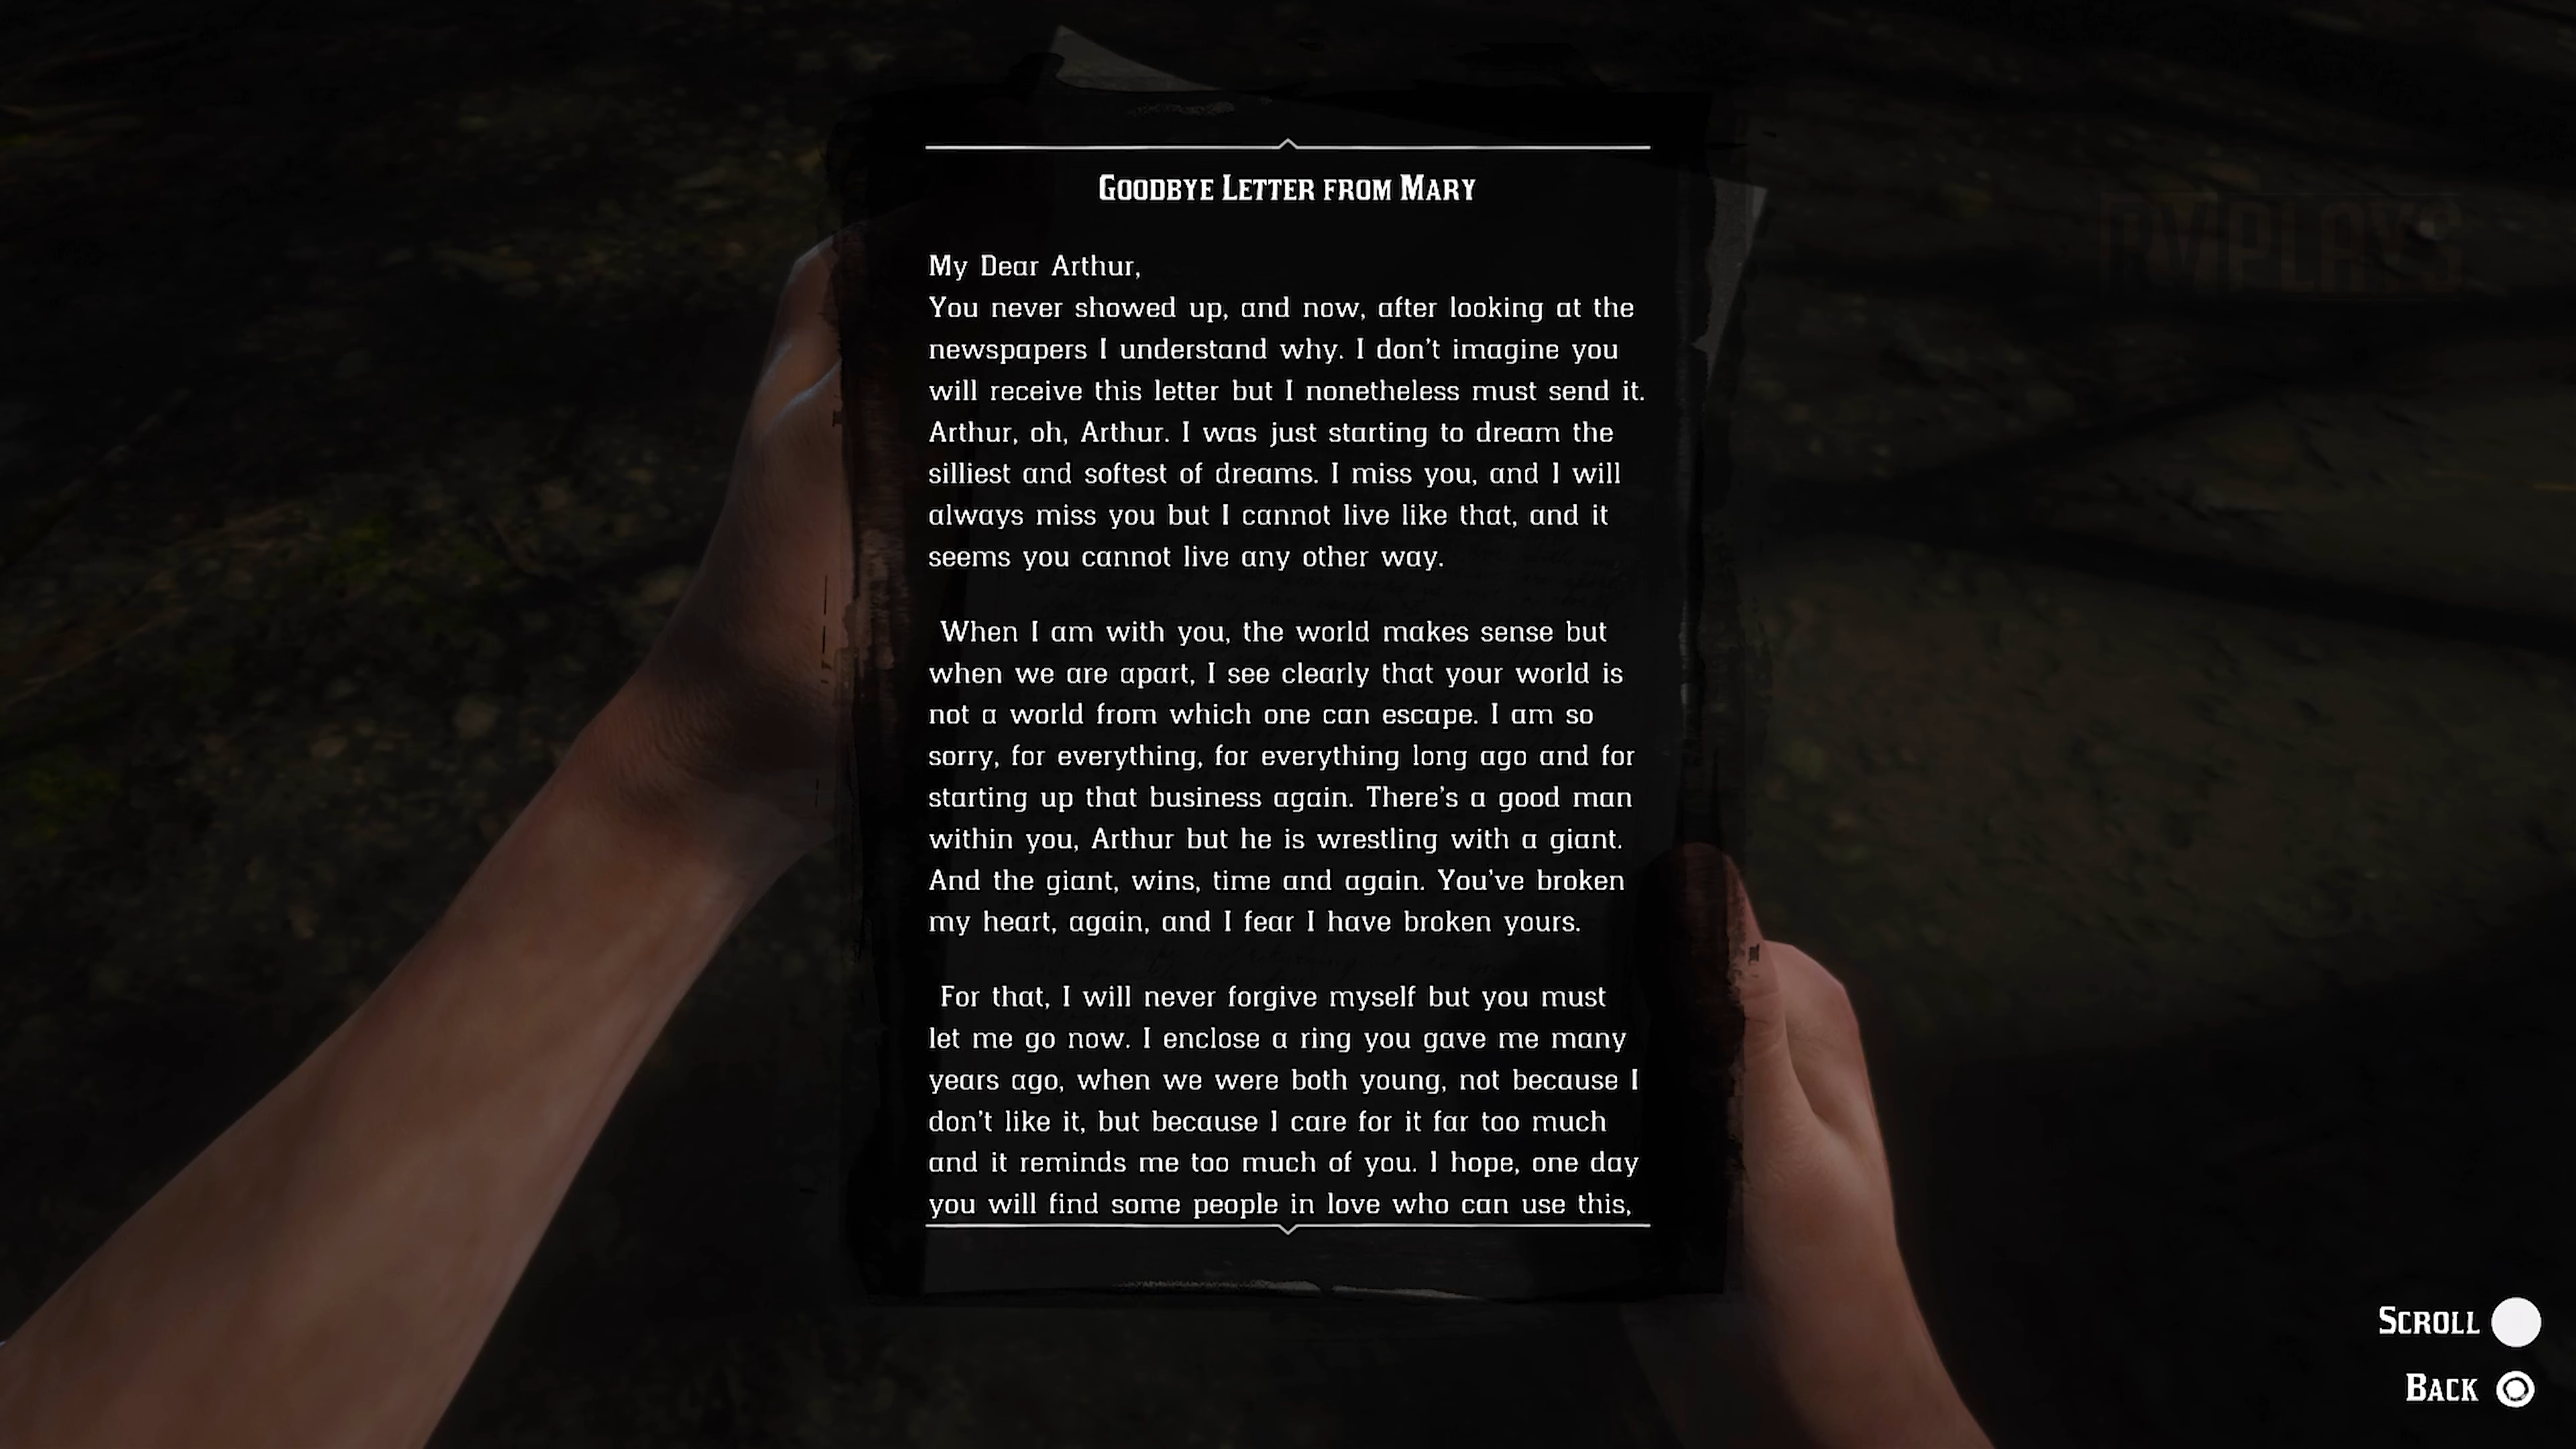 GOODBYE LETTER FROM MARY
My Dear Arthur,
You never showed up, and now, after looking at the
newspapers I understand why. I don't imagine you
will receive this letter but I nonetheless must send it.
Arthur, oh, Arthur. I was just starting to dream the
silliest and softest of dreams. I miss you, and I will
always miss you but I cannot live like that, and it
seems you cannot live any other way.
When I am with you, the world makes sense but
when we are apart, I see clearly that your world is
not a world from which one can escape. I am so
sorry, for everything, for everything long ago and for
starting up that business again. There's a good man
within you, Arthur but he is wrestling with a giant.
And the giant, wins, time and again. You've broken
my heart, again, and I fear I have broken yours.
For that, I will never forgive myself but you must
let me go now. I enclose a ring you gave me many
years ago, when we were both young, not because I
don't like it, but because I care for it far too much
and it reminds me too much of you. I hope, one day
you will find some people in love who can use this,
SCROLL
BACK